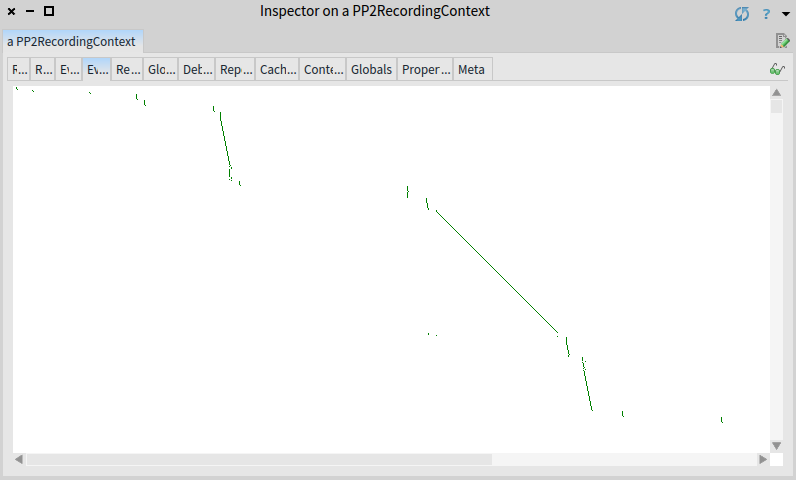 Inspector on a PP2RecordingContext
?
a PP2RecordingContext
R... R... Ev... Ev... Re... Glo... Det... Rep ... Cach... Conte... Globals Proper ... Meta